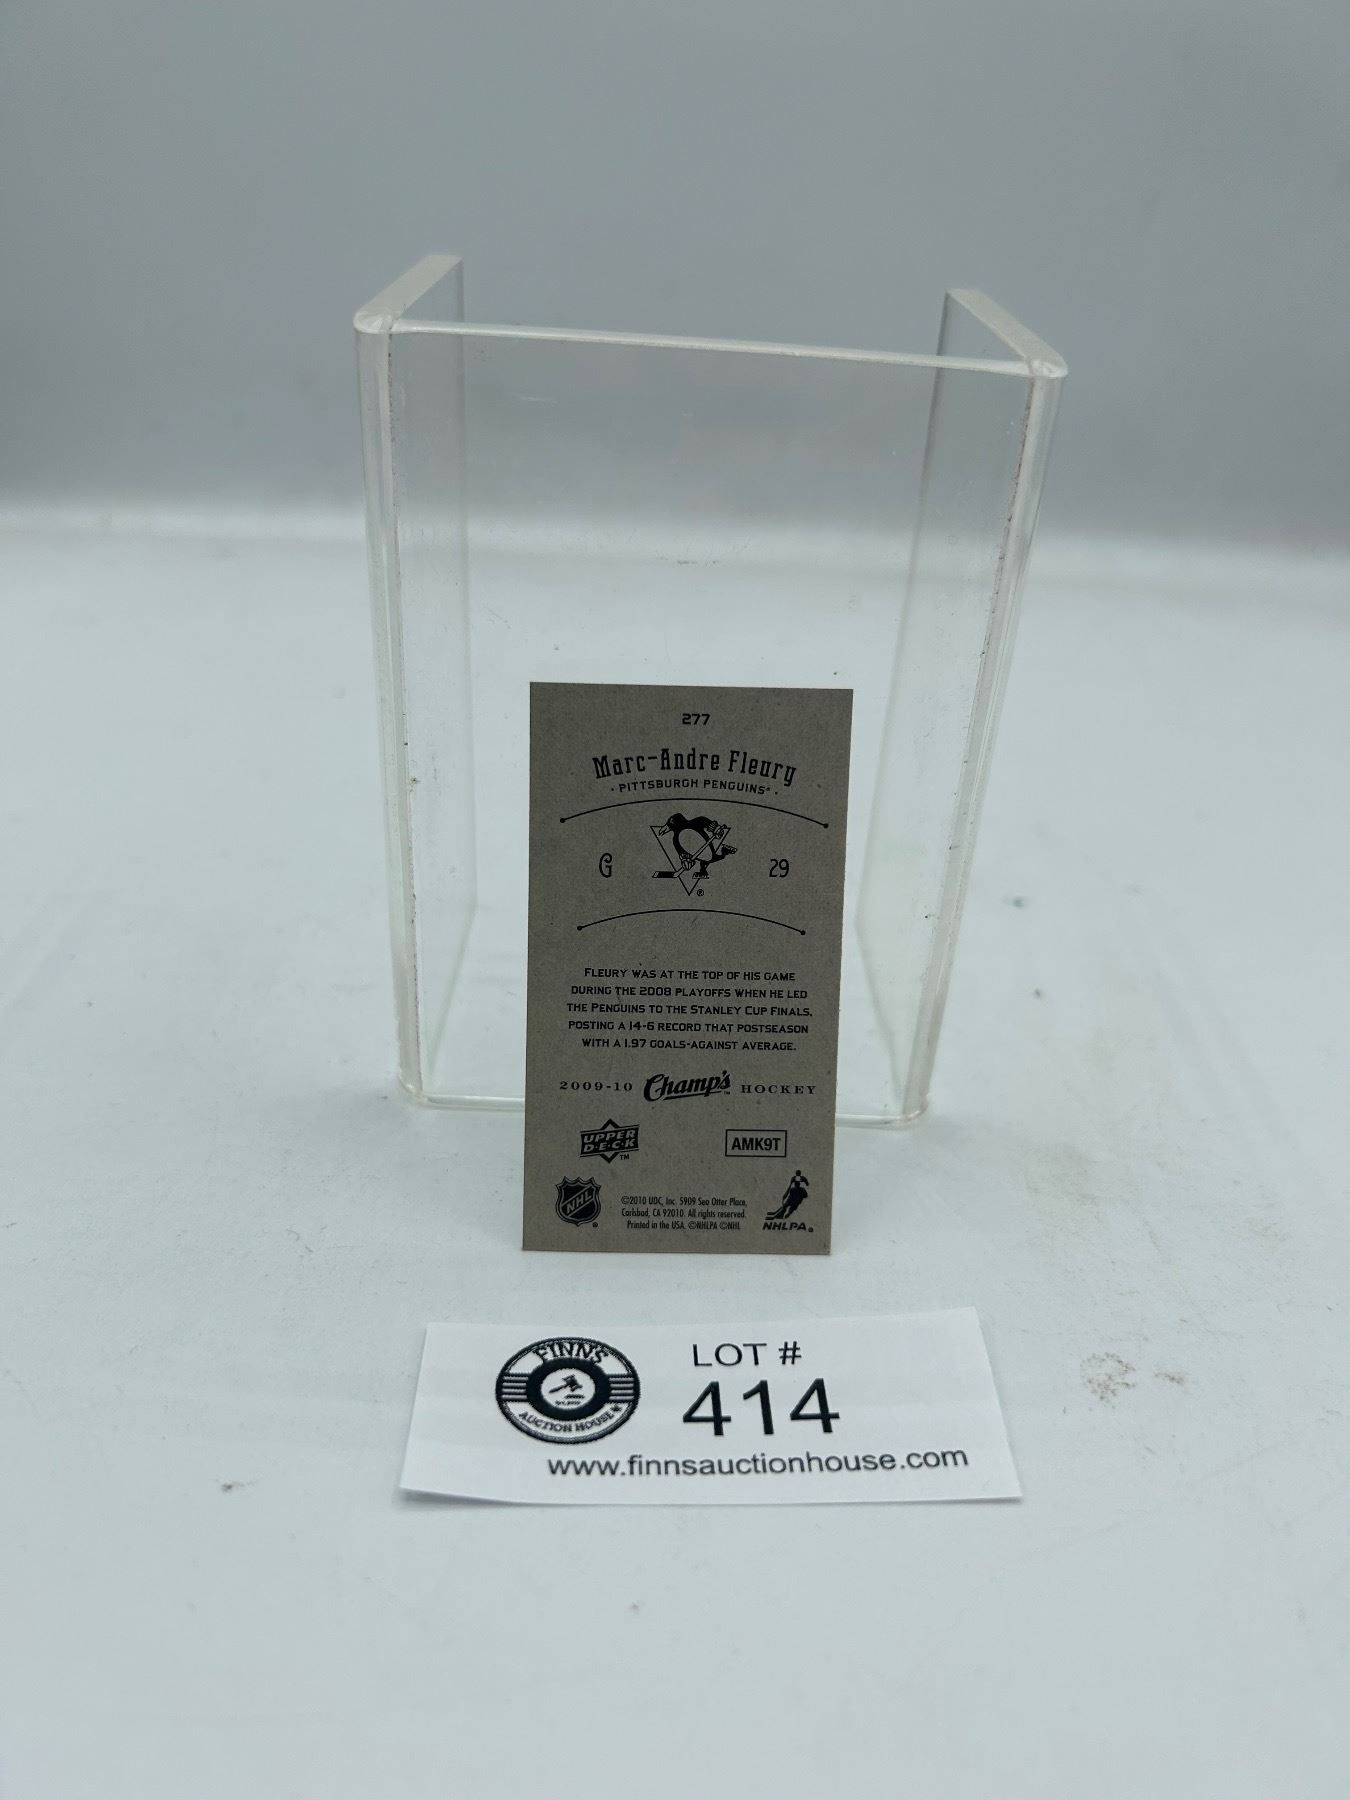 277
Marc-Andre Fleury
· PITTSBURGH PENGUINS® ·
G 29
®
FLEURY WAS AT THE TOP OF HIS GAME
DURING THE 2008 PLAYOFFS WHEN HE LED
THE PENGUINS TO THE STANLEY CUP FINALS,
POSTING A 14-6 RECORD THAT POSTSEASON
WITH A 1.97 GOALS-AGAINST AVERAGE.
2009-10 Champ's™ HOCKEY
UPPER
D·E·C·K
™
AMK9T
NHL®
©2010 UDC, Inc. 5909 Sea Otter Place,
Carlsbad, CA 92010. All rights reserved.
Printed in the USA. ©NHLPA ©NHL
NHLPA®
FINN'S
AUCTION HOUSE
LOT #
414
www.finnsauctionhouse.com